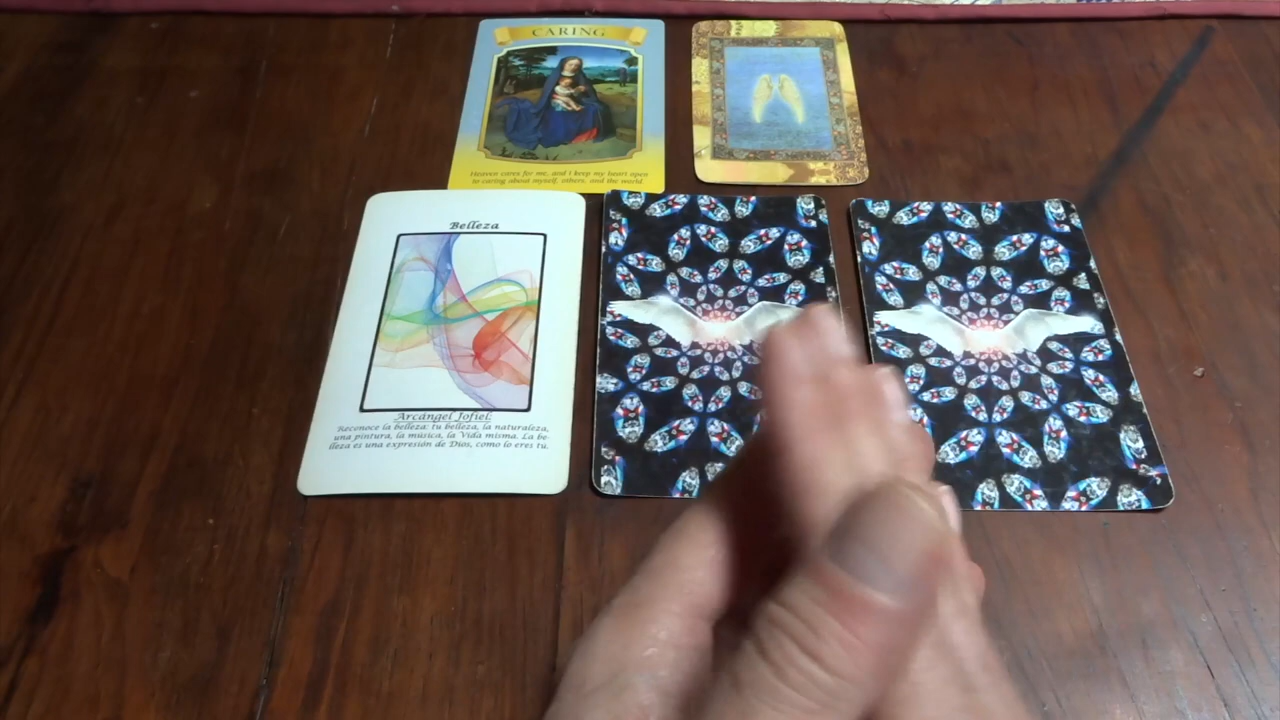 CARING
Heaven cares for me, and I keep my heart open
to caring about myself, others, and the world.
Belleza
Arcángel Jofiel:
Reconoce la belleza: tu belleza, la naturaleza,
una pintura, la música, la Vida misma. La be-
lleza es una expresión de Dios, como lo eres tú.